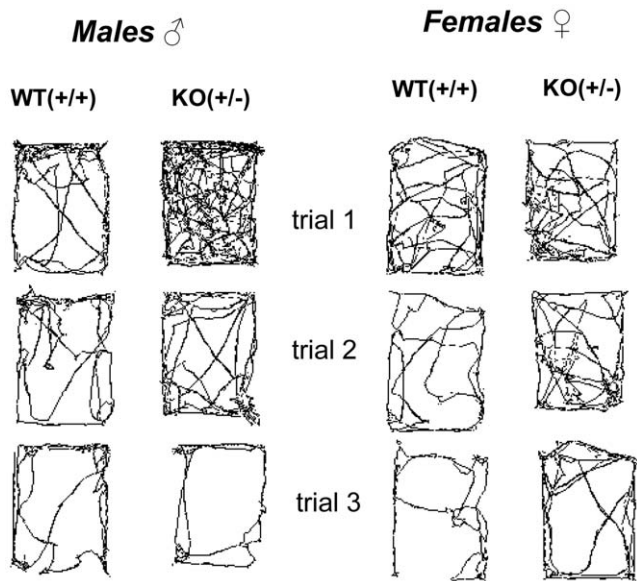 Males ♂ Females ♀
WT(+/+) KO(+/-) WT(+/+) KO(+/-)
trial 1
trial 2
trial 3